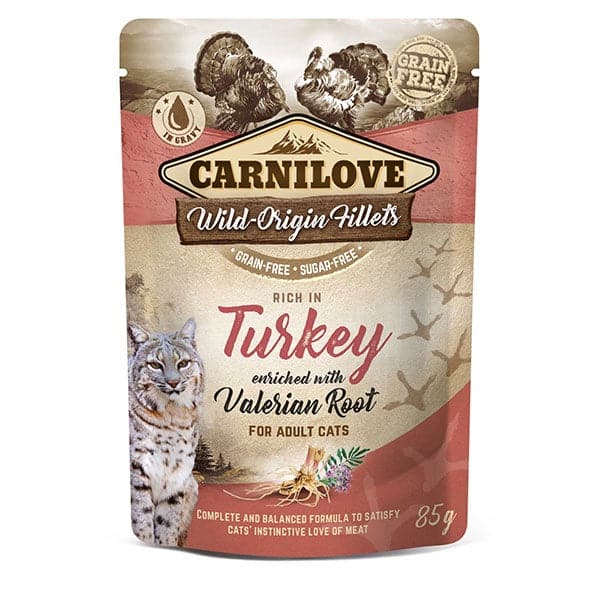 GRAIN
FREE
IN GRAVY
CARNILOVE
Wild-Origin Fillets
GRAIN-FREE • SUGAR-FREE
RICH IN
Turkey
enriched with
Valerian Root
FOR ADULT CATS
COMPLETE AND BALANCED FORMULA TO SATISFY
CATS' INSTINCTIVE LOVE OF MEAT
85g